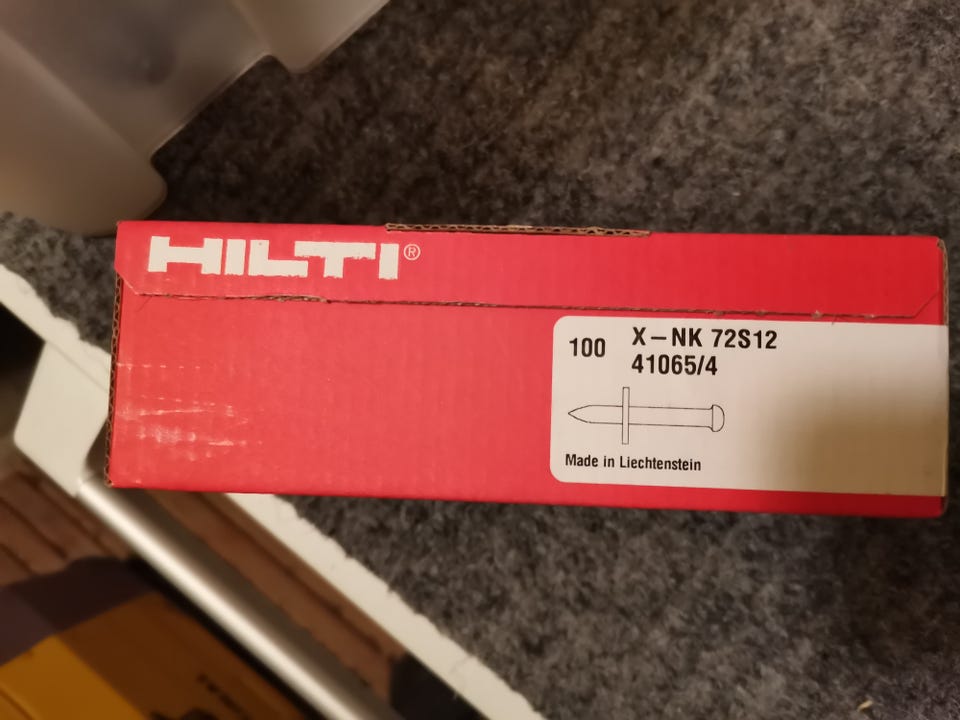 HILTI®
100 X-NK 72S12
41065/4
Made in Liechtenstein